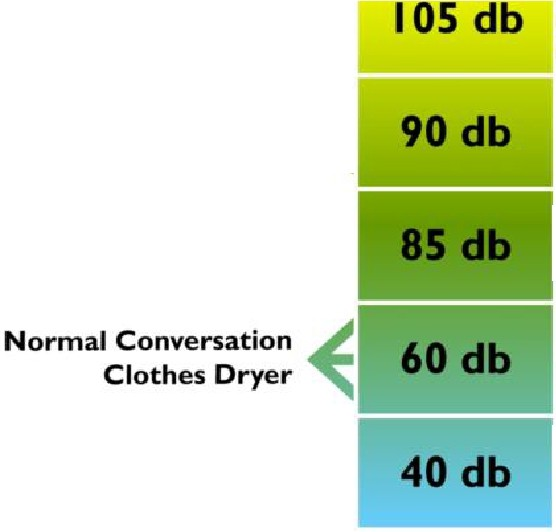 105 db
90 db
85 db
Normal Conversation
Clothes Dryer
60 db
40 db